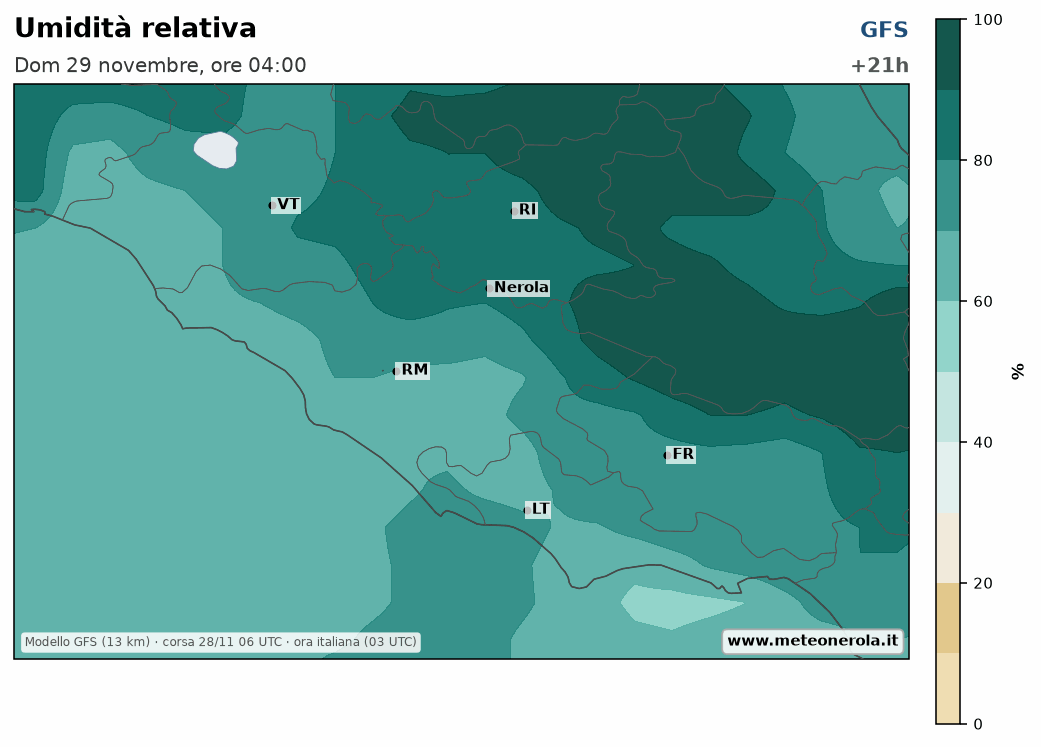 Umidità relativa
GFS
Dom 29 novembre, ore 04:00
+21h
VT
RI
Nerola
RM
FR
LT
Modello GFS (13 km) · corsa 28/11 06 UTC · ora italiana (03 UTC)
www.meteonerola.it
100
80
60
40
20
0
%